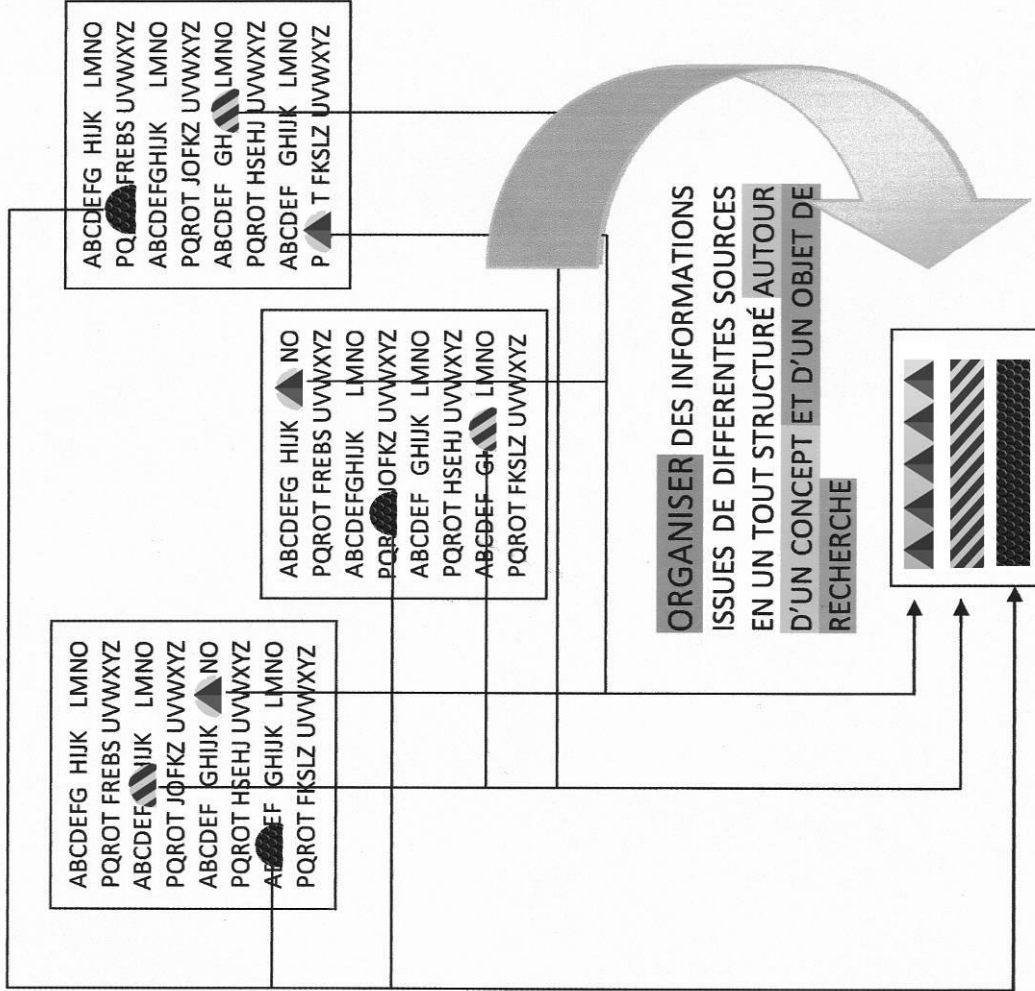 ABCDEFG HIJK LMNO
PQROT FREBS UVWXYZ
ABCDEF IJK LMNO
PQROT JOFKZ UVWXYZ
ABCDEF GHIJK NO
PQROT HSEHJ UVWXYZ
EF GHIJK LMNO
PQROT FKSLZ UVWXYZ
ABCDEFG HIJK NO
PQROT FREBS UVWXYZ
ABCDEFGHIJK LMNO
PQR JOFKZ UVWXYZ
ABCDEF GHIJK LMNO
PQROT HSEHJ UVWXYZ
ABCDEF GH LMNO
PQROT FKSLZ UVWXYZ
ABCDEFG HIJK LMNO
PQ FREBS UVWXYZ
ABCDEFGHIJK LMNO
PQROT JOFKZ UVWXYZ
ABCDEF GH LMNO
PQROT HSEHJ UVWXYZ
ABCDEF GHIJK LMNO
P T FKSLZ UVWXYZ
ORGANISER DES INFORMATIONS
ISSUES DE DIFFERENTES SOURCES
EN UN TOUT STRUCTURÉ AUTOUR
D'UN CONCEPT ET D'UN OBJET DE
RECHERCHE